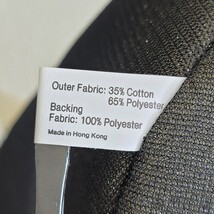 Outer Fabric: 35% Cotton
65% Polyester
Backing
Fabric: 100% Polyester
Made in Hong Kong